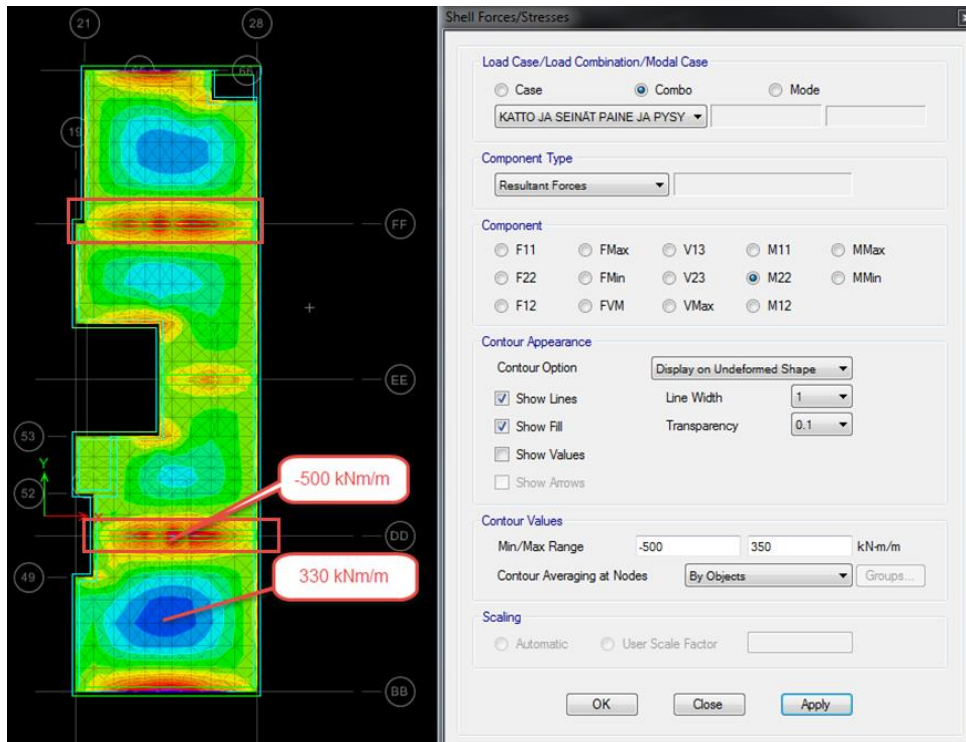 21
28
65
66
19
FF
EE
53
Y
52
X
DD
49
BB
-500 kNm/m
330 kNm/m
Shell Forces/Stresses
Load Case/Load Combination/Modal Case
Case Combo Mode
KATTO JA SEINÄT PAINE JA PYSY
Component Type
Resultant Forces
Component
F11 FMax V13 M11 MMax
F22 FMin V23 M22 MMin
F12 FVM VMax M12
Contour Appearance
Contour Option Display on Undeformed Shape
Show Lines Line Width 1
Show Fill Transparency 0.1
Show Values
Show Arrows
Contour Values
Min/Max Range -500 350 kN-m/m
Contour Averaging at Nodes By Objects Groups...
Scaling
Automatic User Scale Factor
OK Close Apply